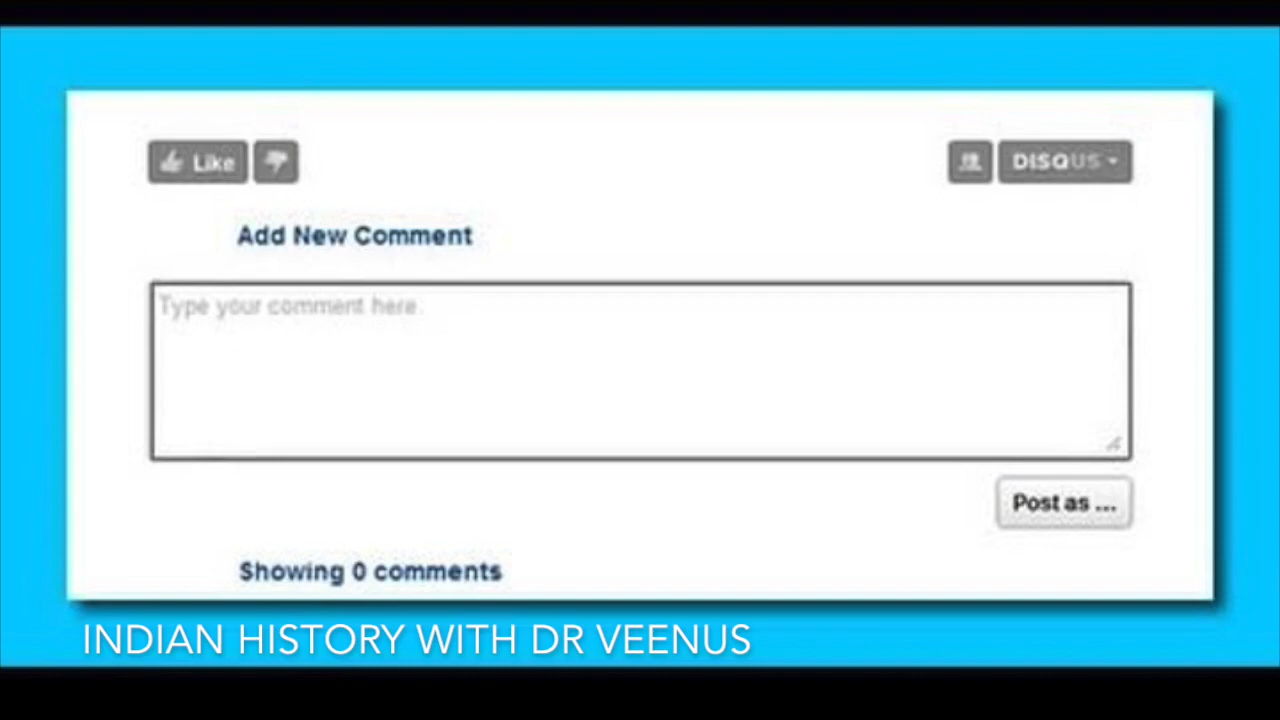 Like
DISQUS
Add New Comment
Type your comment here.
Post as ...
Showing 0 comments
INDIAN HISTORY WITH DR VEENUS